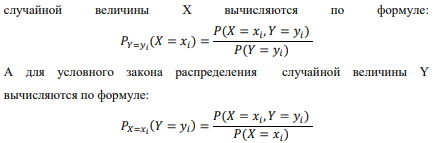 случайной величины X вычисляются по формуле:
P_{Y=y_i}(X = x_i) = \frac{P(X = x_i, Y = y_i)}{P(Y = y_i)}
А для условного закона распределения случайной величины Y
вычисляются по формуле:
P_{X=x_i}(Y = y_i) = \frac{P(X = x_i, Y = y_i)}{P(X = x_i)}